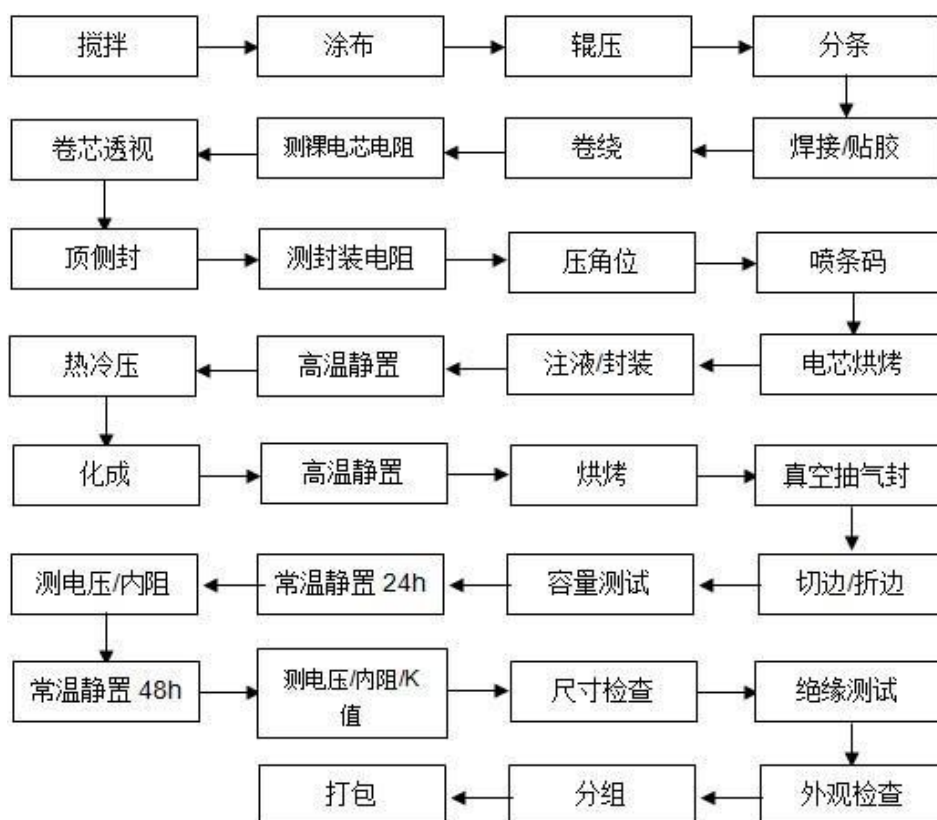 搅拌
涂布
辊压
分条
卷芯透视
测裸电芯电阻
卷绕
焊接/贴胶
顶侧封
测封装电阻
压角位
喷条码
热冷压
高温静置
注液/封装
电芯烘烤
化成
高温静置
烘烤
真空抽气封
测电压/内阻
常温静置 24h
容量测试
切边/折边
常温静置 48h
测电压/内阻/K
值
尺寸检查
绝缘测试
打包
分组
外观检查